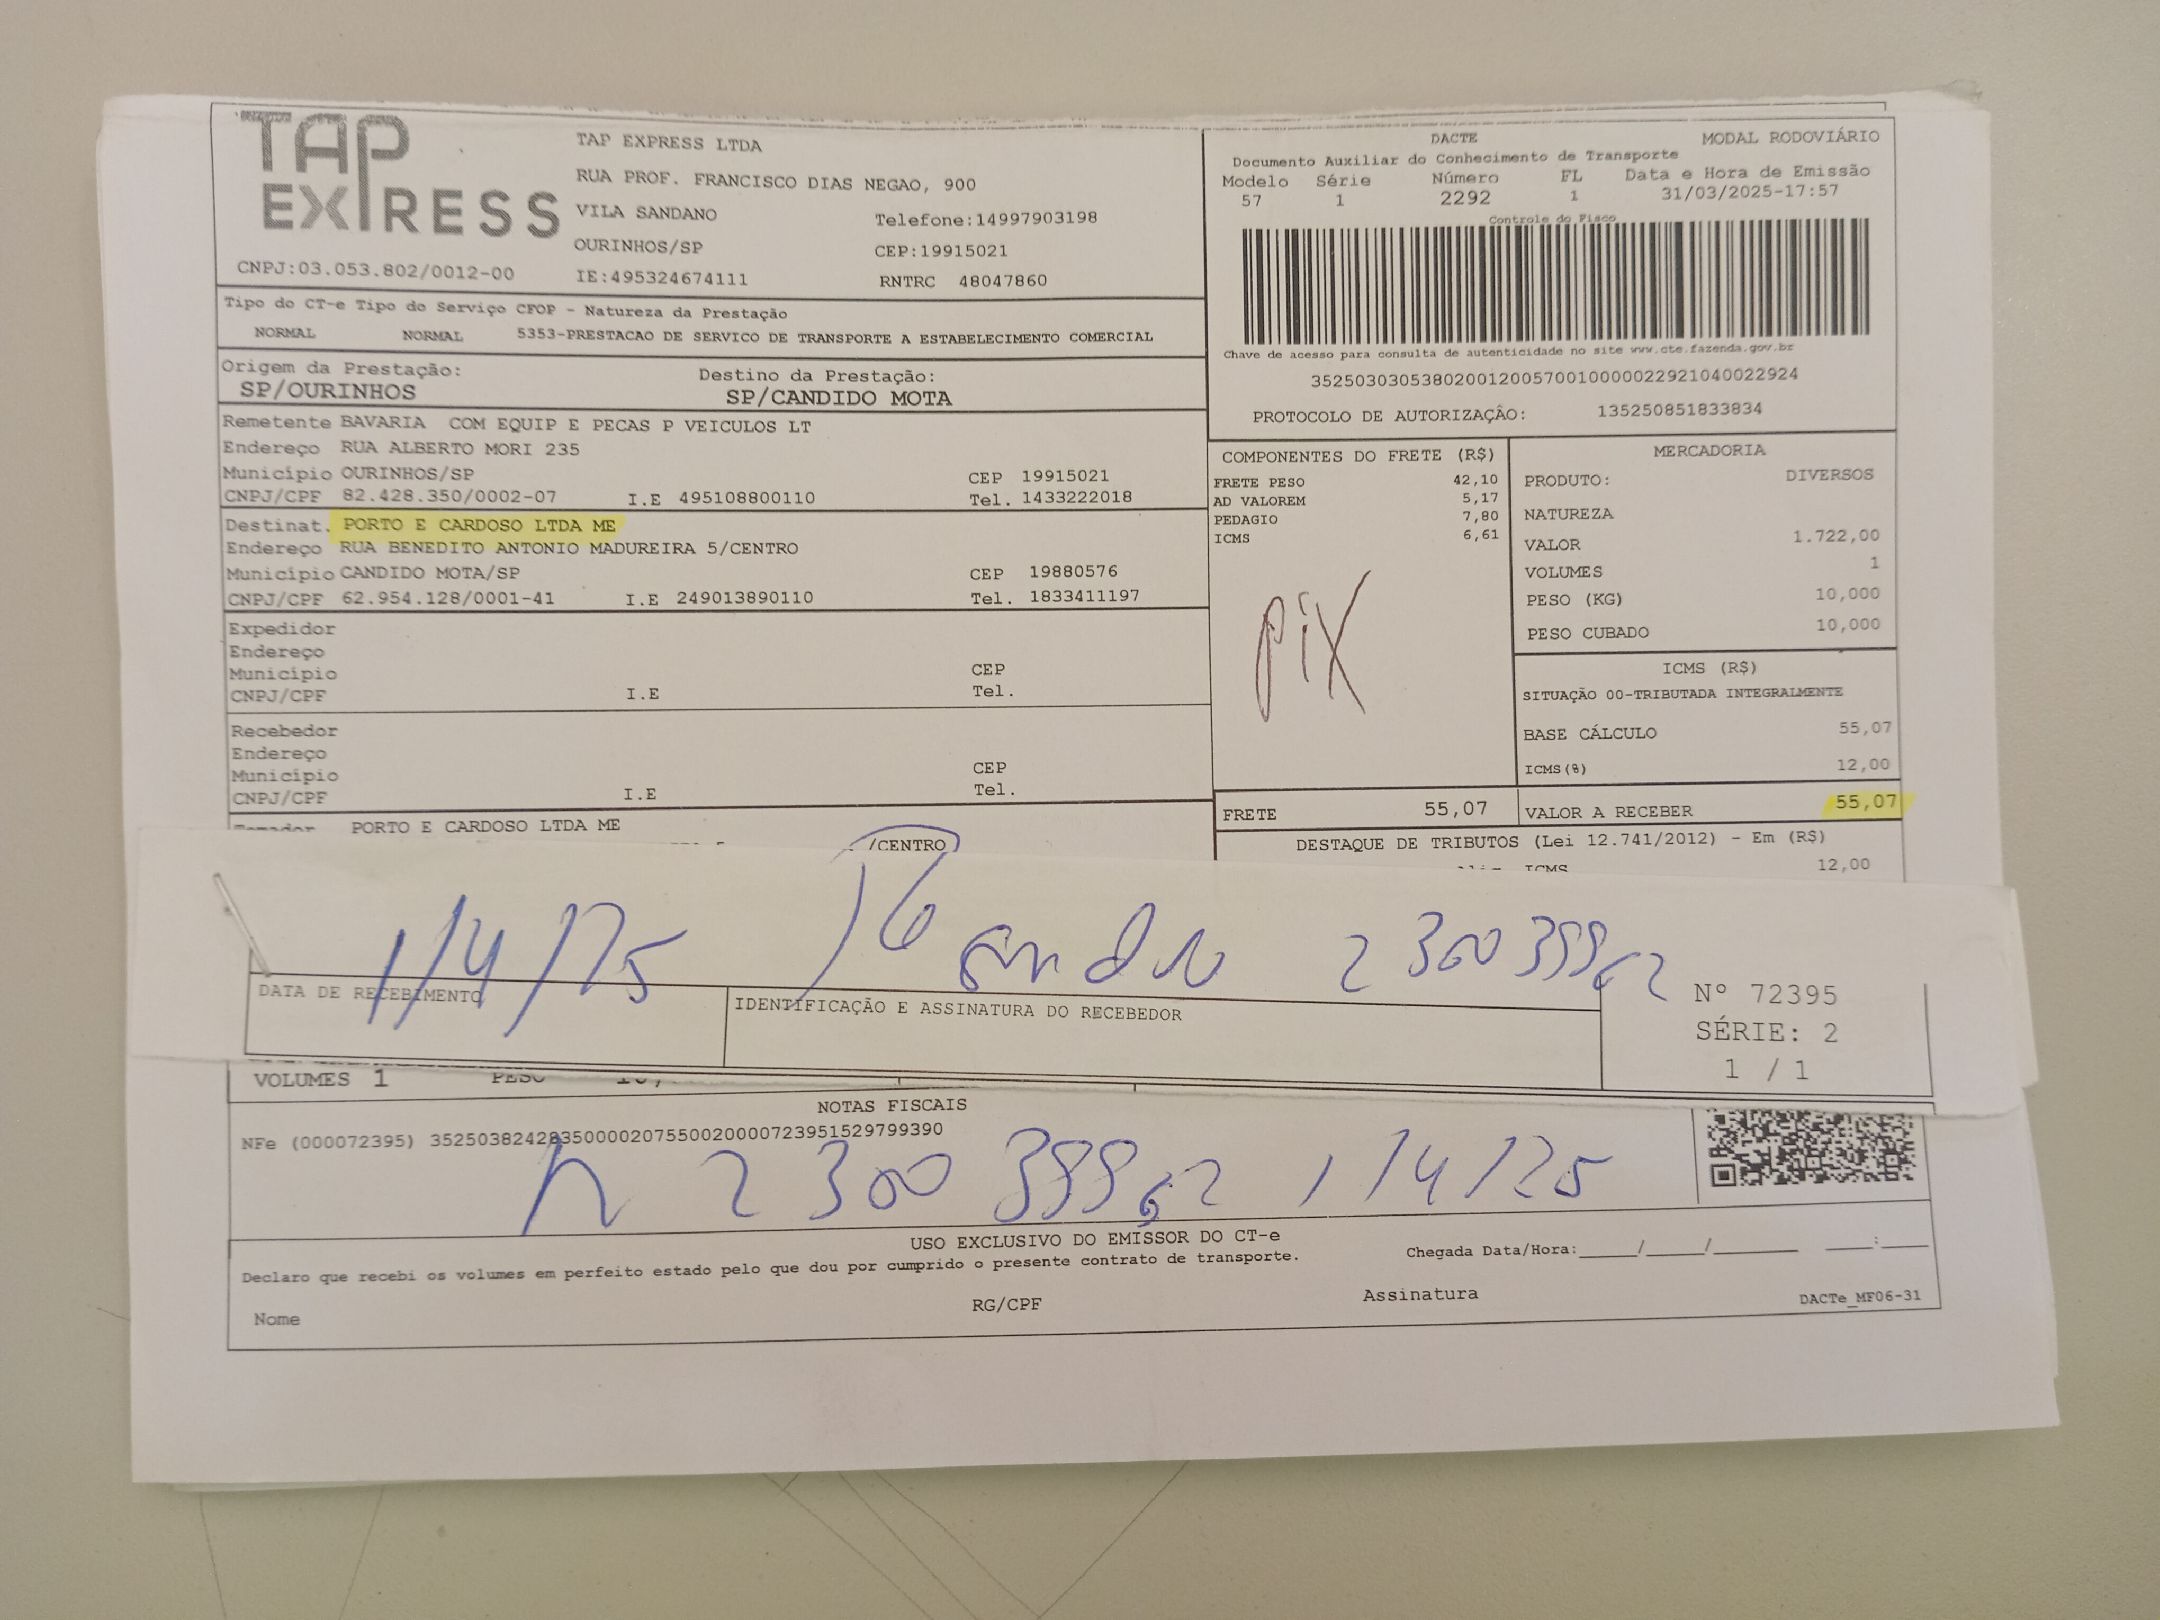 TAP EXPRESS
TAP EXPRESS LTDA
RUA PROF. FRANCISCO DIAS NEGAO, 900
VILA SANDANO Telefone:14997903198
OURINHOS/SP CEP:19915021
CNPJ:03.053.802/0012-00 IE:495324674111 RNTRC 48047860
DACTE MODAL RODOVIÁRIO
Documento Auxiliar do Conhecimento de Transporte
Modelo Série Número FL Data e Hora de Emissão
57 1 2292 1 31/03/2025-17:57
Controle do Fisco
Chave de acesso para consulta de autenticidade no site www.cte.fazenda.gov.br
35250303053802001200570010000022921040022924
PROTOCOLO DE AUTORIZAÇÃO: 135250851833834
Tipo do CT-e Tipo do Serviço CFOP - Natureza da Prestação
NORMAL NORMAL 5353-PRESTACAO DE SERVICO DE TRANSPORTE A ESTABELECIMENTO COMERCIAL
Origem da Prestação: Destino da Prestação:
SP/OURINHOS SP/CANDIDO MOTA
Remetente BAVARIA COM EQUIP E PECAS P VEICULOS LT
Endereço RUA ALBERTO MORI 235
Município OURINHOS/SP CEP 19915021
CNPJ/CPF 82.428.350/0002-07 I.E 495108800110 Tel. 1433222018
Destinat. PORTO E CARDOSO LTDA ME
Endereço RUA BENEDITO ANTONIO MADUREIRA 5/CENTRO
Município CANDIDO MOTA/SP CEP 19880576
CNPJ/CPF 62.954.128/0001-41 I.E 249013890110 Tel. 1833411197
Expedidor
Endereço
Município CEP
CNPJ/CPF I.E Tel.
Recebedor
Endereço
Município CEP
CNPJ/CPF I.E Tel.
PORTO E CARDOSO LTDA ME
/CENTRO
COMPONENTES DO FRETE (R$)
FRETE PESO 42,10
AD VALOREM 5,17
PEDAGIO 7,80
ICMS 6,61
PIX
MERCADORIA
PRODUTO: DIVERSOS
NATUREZA
VALOR 1.722,00
VOLUMES 1
PESO (KG) 10,000
PESO CUBADO 10,000
ICMS (R$)
SITUAÇÃO 00-TRIBUTADA INTEGRALMENTE
BASE CÁLCULO 55,07
ICMS(%) 12,00
FRETE 55,07 VALOR A RECEBER 55,07
DESTAQUE DE TRIBUTOS (Lei 12.741/2012) - Em (R$)
ICMS 12,00
1/4/25 230039962
DATA DE RECEBIMENTO IDENTIFICAÇÃO E ASSINATURA DO RECEBEDOR
Nº 72395
SÉRIE: 2
1 / 1
VOLUMES 1 PESO
NOTAS FISCAIS
NFe (000072395) 35250382428350000207550020000723951529799390
230039962 1/4/25
USO EXCLUSIVO DO EMISSOR DO CT-e
Declaro que recebi os volumes em perfeito estado pelo que dou por cumprido o presente contrato de transporte. Chegada Data/Hora:_____/_____/_______ ____:____
Nome RG/CPF Assinatura DACTe_MF06-31